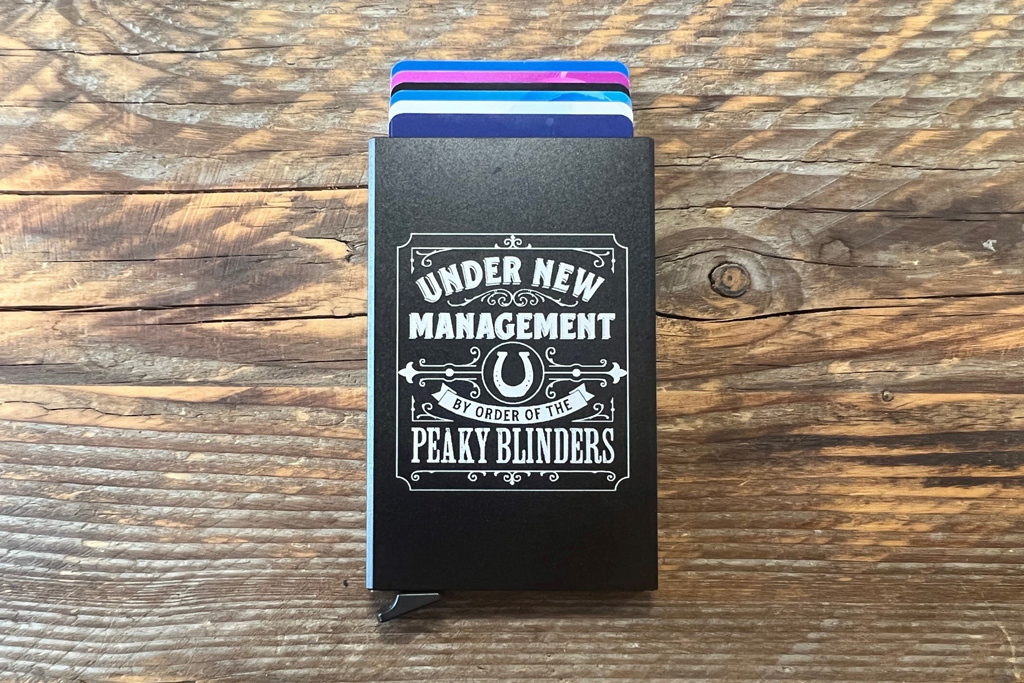 UNDER NEW
MANAGEMENT
BY ORDER OF THE
PEAKY BLINDERS